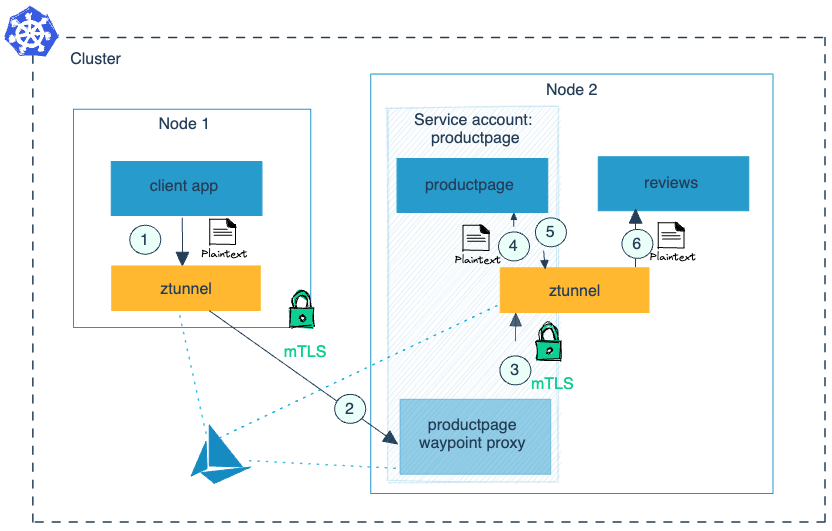 Cluster
Node 1
client app
1
Plaintext
ztunnel
mTLS
2
Node 2
Service account:
productpage
productpage
reviews
Plaintext
4
5
6
Plaintext
ztunnel
3
mTLS
productpage
waypoint proxy